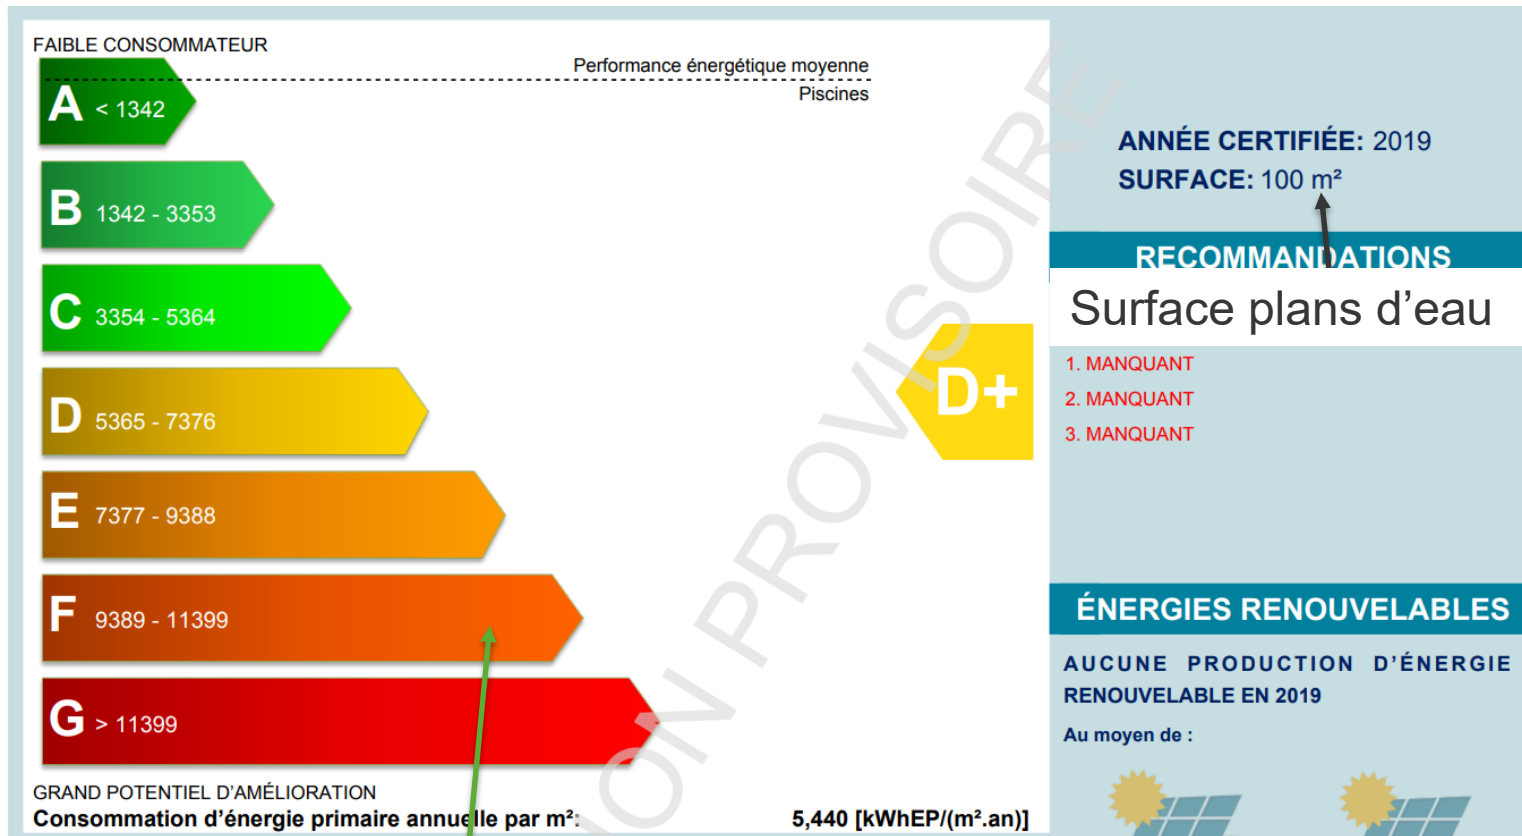 FAIBLE CONSOMMATEUR
Performance énergétique moyenne
Piscines
A < 1342
B 1342 - 3353
C 3354 - 5364
D 5365 - 7376
E 7377 - 9388
F 9389 - 11399
G > 11399
GRAND POTENTIEL D'AMÉLIORATION
Consommation d'énergie primaire annuelle par m²: 5,440 [kWhEP/(m².an)]
D+
ION PROVISOIRE
ANNÉE CERTIFIÉE: 2019
SURFACE: 100 m²
RECOMMANDATIONS
Surface plans d’eau
1. MANQUANT
2. MANQUANT
3. MANQUANT
ÉNERGIES RENOUVELABLES
AUCUNE PRODUCTION D'ÉNERGIE
RENOUVELABLE EN 2019
Au moyen de :